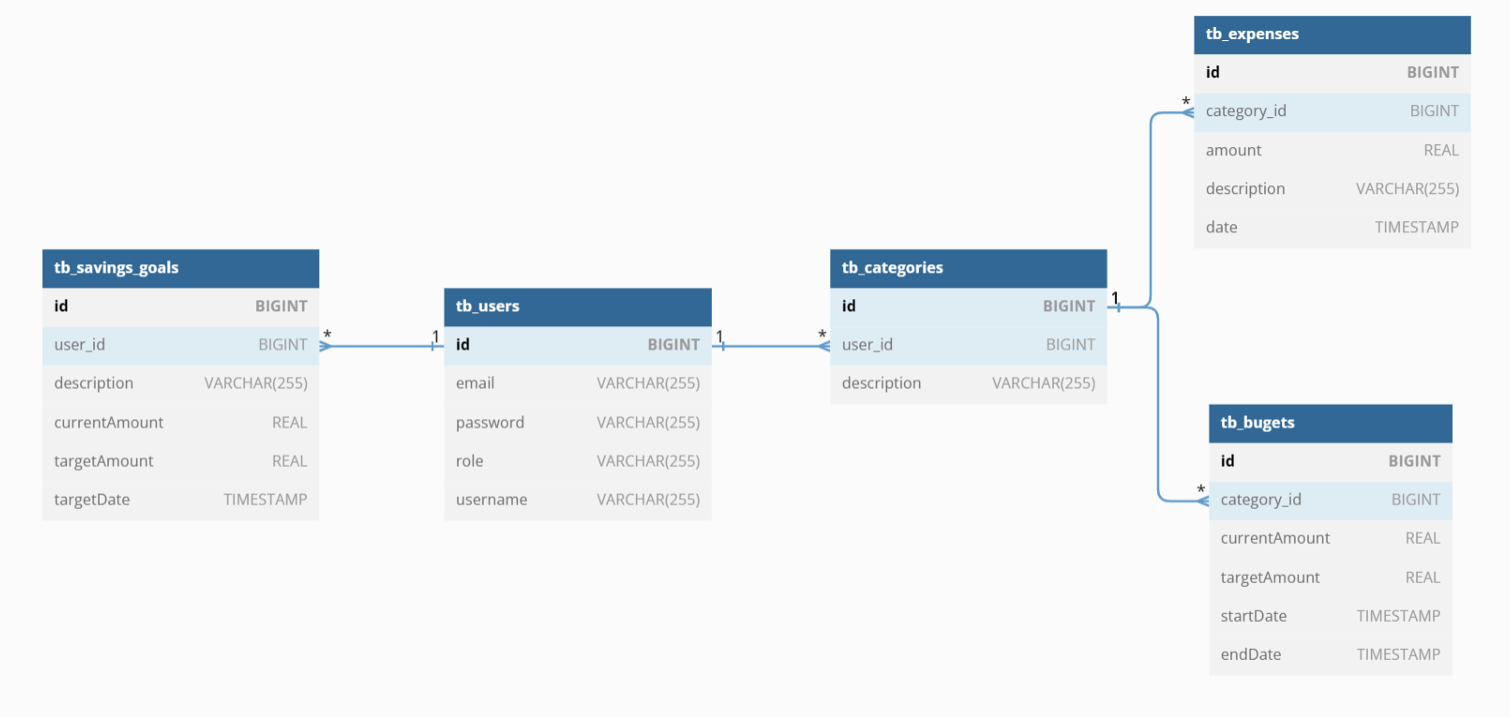 tb_expenses
id BIGINT
* category_id BIGINT
amount REAL
description VARCHAR(255)
date TIMESTAMP
tb_savings_goals
id BIGINT
user_id BIGINT *
description VARCHAR(255)
currentAmount REAL
targetAmount REAL
targetDate TIMESTAMP
tb_users
1 id BIGINT 1
email VARCHAR(255)
password VARCHAR(255)
role VARCHAR(255)
username VARCHAR(255)
tb_categories
id BIGINT 1
* user_id BIGINT
description VARCHAR(255)
tb_bugets
id BIGINT
* category_id BIGINT
currentAmount REAL
targetAmount REAL
startDate TIMESTAMP
endDate TIMESTAMP